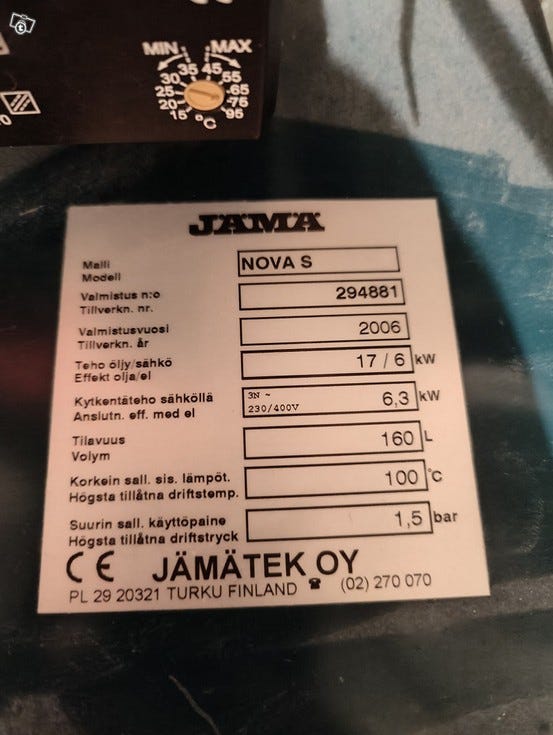 MIN MAX
35 45
30 55
25 65
20 75
15 °C 95
JÄMÄ
Malli NOVA S
Modell
Valmistus n:o 294881
Tillverkn. nr.
Valmistusvuosi 2006
Tillverkn. år
Teho öljy/sähkö 17 / 6 kW
Effekt olja/el
Kytkentäteho sähköllä 3N ~ 6,3 kW
Anslutn. eff. med el 230/400V
Tilavuus 160 L
Volym
Korkein sall. sis. lämpöt. 100 °C
Högsta tillåtna driftstemp.
Suurin sall. käyttöpaine 1,5 bar
Högsta tillåtna driftstryck
CE JÄMÄTEK OY
PL 29 20321 TURKU FINLAND ☎ (02) 270 070